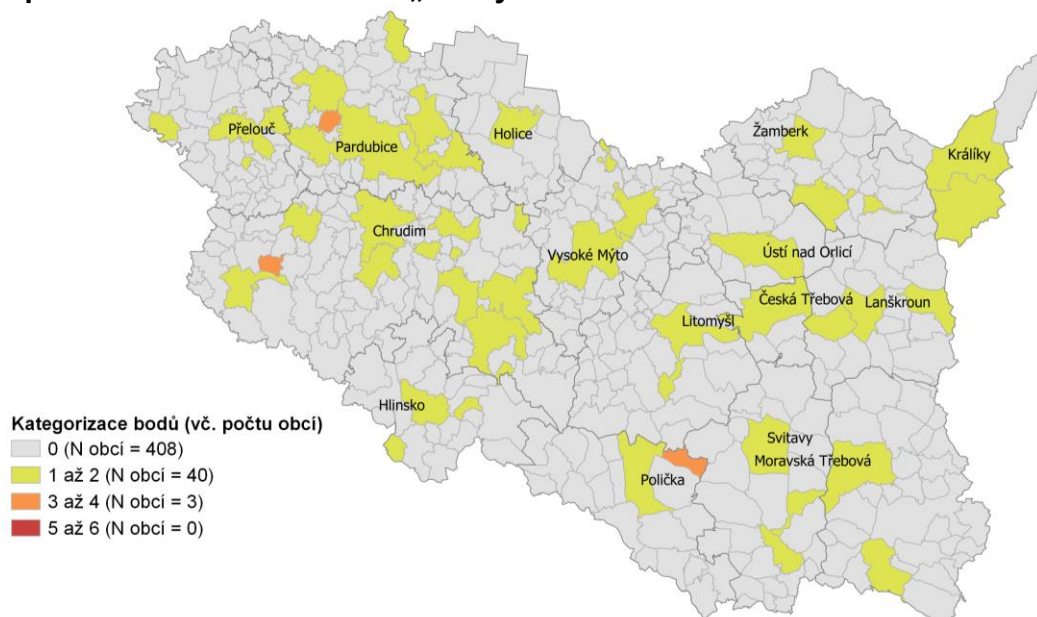 Přelouč
Pardubice
Holice
Žamberk
Králíky
Chrudim
Vysoké Mýto
Ústí nad Orlicí
Česká Třebová
Lanškroun
Litomyšl
Hlinsko
Svitavy
Moravská Třebová
Polička
Kategorizace bodů (vč. počtu obcí)
0 (N obcí = 408)
1 až 2 (N obcí = 40)
3 až 4 (N obcí = 3)
5 až 6 (N obcí = 0)